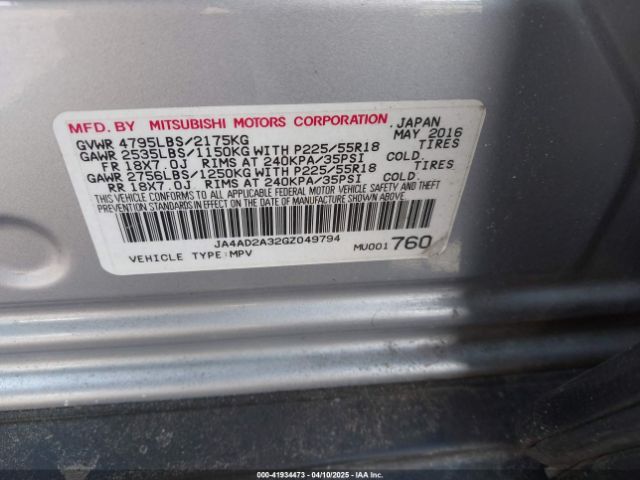 MFD. BY MITSUBISHI MOTORS CORPORATION, JAPAN
GVWR 4795LBS/2175KG MAY 2016
GAWR 2535LBS/1150KG WITH P225/55R18 TIRES
FR 18X7.0J RIMS AT 240KPA/35PSI COLD.
GAWR 2756LBS/1250KG WITH P225/55R18 TIRES
RR 18X7.0J RIMS AT 240KPA/35PSI COLD
THIS VEHICLE CONFORMS TO ALL APPLICABLE FEDERAL MOTOR VEHICLE SAFETY AND THEFT
PREVENTION STANDARDS IN EFFECT ON THE DATE OF MANUFACTURE SHOWN ABOVE.
JA4AD2A32GZ049794
VEHICLE TYPE:MPV MU001 760
000-41934473 - 04/10/2025 - IAA Inc.